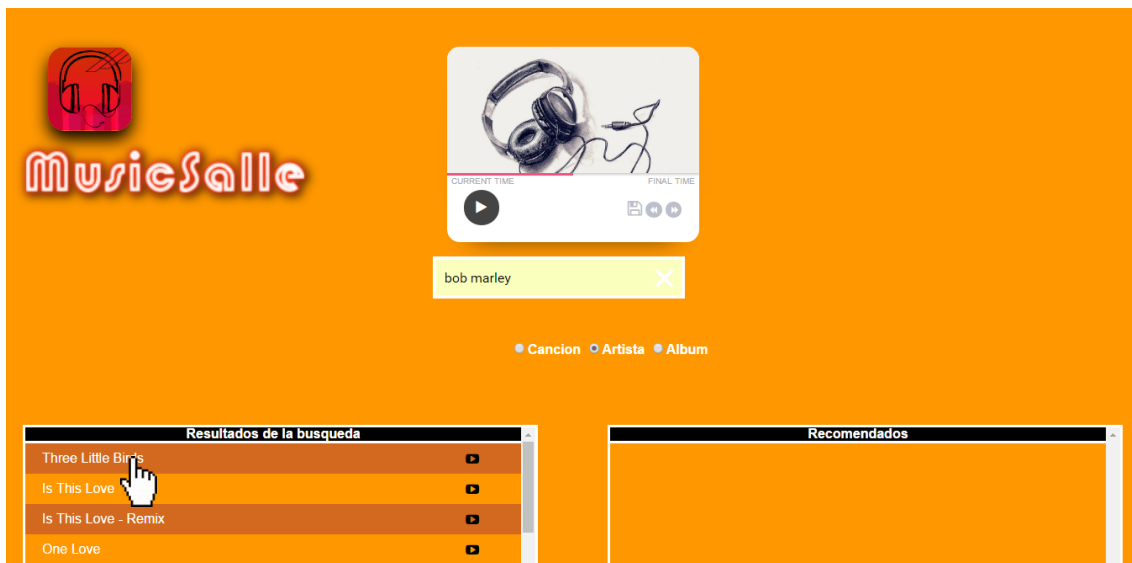 MusicSalle
CURRENT TIME FINAL TIME
bob marley
Cancion Artista Album
Resultados de la busqueda
Three Little Birds
Is This Love
Is This Love - Remix
One Love
Recomendados